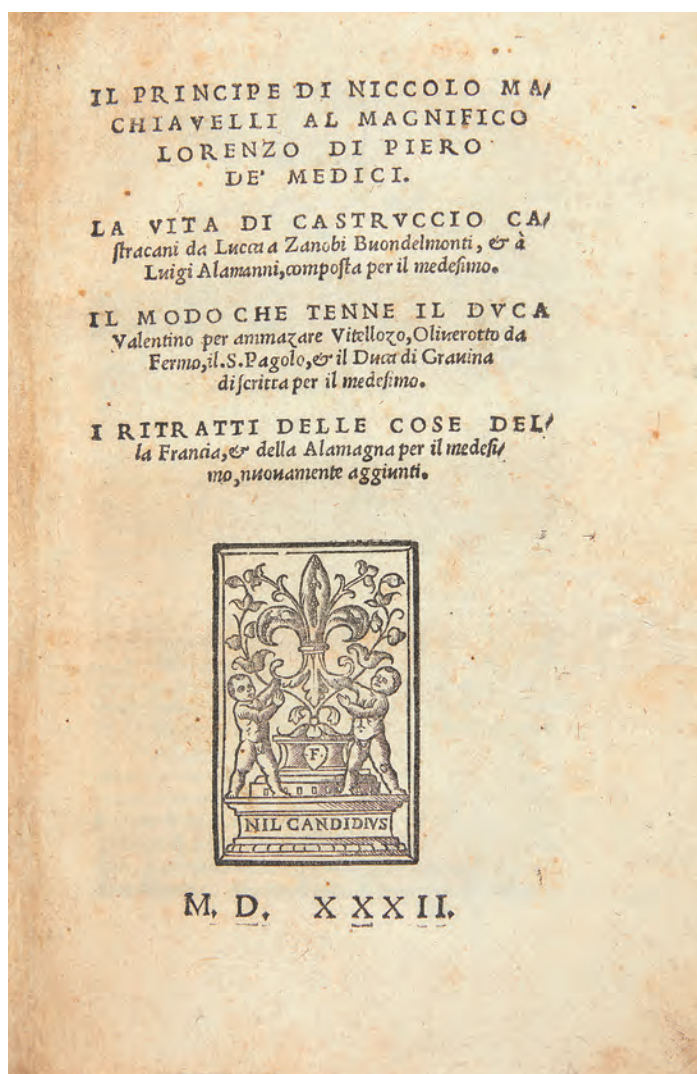 IL PRINCIPE DI NICCOLO MA/
CHIAVELLI AL MAGNIFICO
LORENZO DI PIERO
DE' MEDICI.
LA VITA DI CASTRVCCIO CA/
ſtracani da Lucca a Zanobi Buondelmonti, & à
Luigi Alamanni, compoſta per il medeſimo.
IL MODO CHE TENNE IL DVCA
Valentino per ammazare Vitellozo, Oliuerotto da
Fermo, il .S. Pagolo, & il Duca di Grauina
diſcritta per il medeſimo.
I RITRATTI DELLE COSE DEL/
la Francia, & della Alamagna per il medeſi/
mo, nuouamente aggiunti.
·F·
NIL CANDIDIVS
M. D. XXXII.